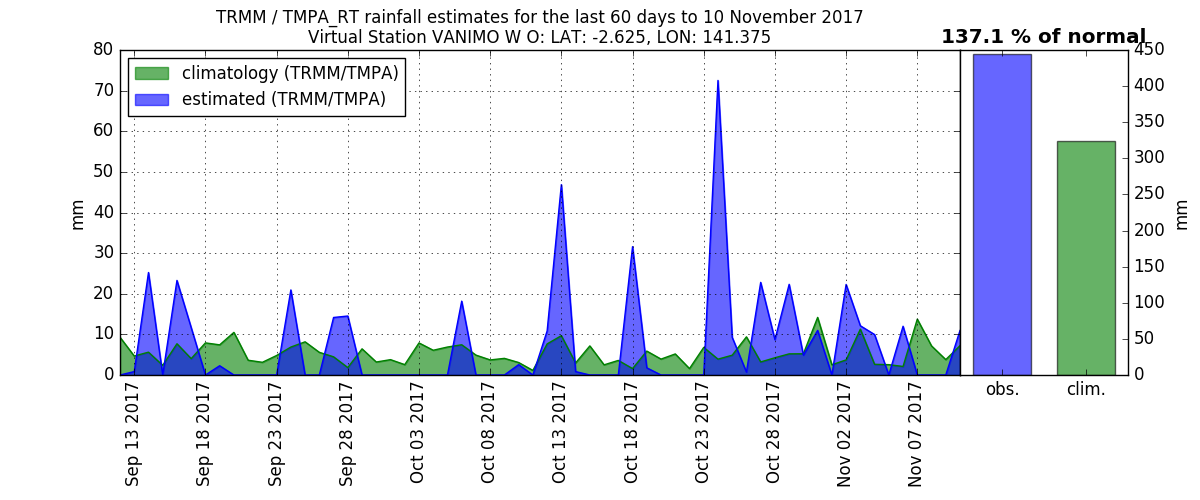 TRMM / TMPA_RT rainfall estimates for the last 60 days to 10 November 2017
Virtual Station VANIMO W O: LAT: -2.625, LON: 141.375
137.1 % of normal
climatology (TRMM/TMPA)
estimated (TRMM/TMPA)
80
70
60
50
40
30
20
10
0
mm
450
400
350
300
250
200
150
100
50
0
mm
Sep 13 2017
Sep 18 2017
Sep 23 2017
Sep 28 2017
Oct 03 2017
Oct 08 2017
Oct 13 2017
Oct 18 2017
Oct 23 2017
Oct 28 2017
Nov 02 2017
Nov 07 2017
obs.
clim.